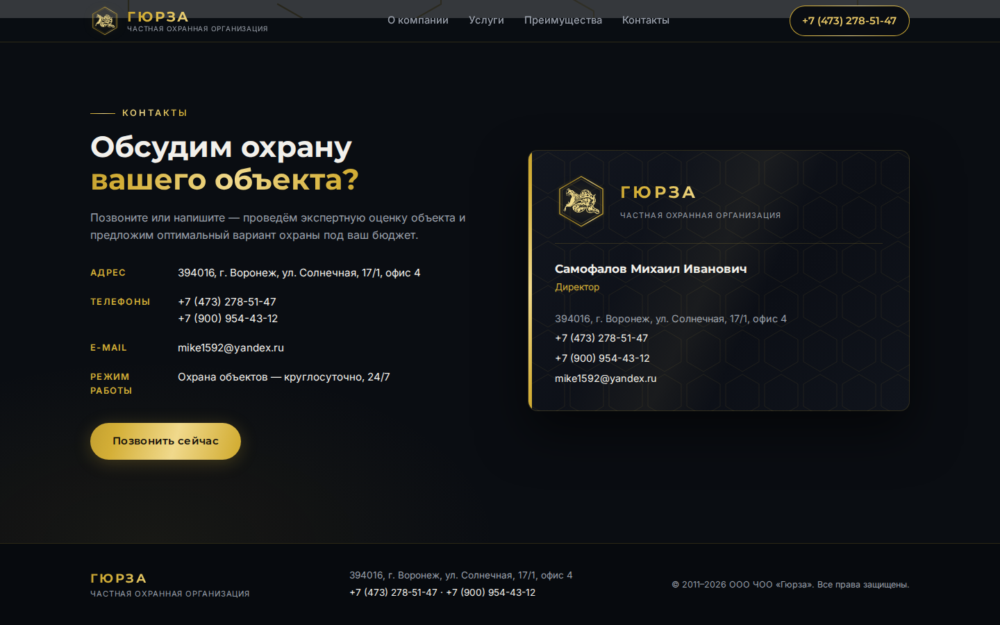 ГЮРЗА
ЧАСТНАЯ ОХРАННАЯ ОРГАНИЗАЦИЯ
О компании
Услуги
Преимущества
Контакты
+7 (473) 278-51-47
КОНТАКТЫ
Обсудим охрану
вашего объекта?
Позвоните или напишите — проведём экспертную оценку объекта и
предложим оптимальный вариант охраны под ваш бюджет.
АДРЕС
394016, г. Воронеж, ул. Солнечная, 17/1, офис 4
ТЕЛЕФОНЫ
+7 (473) 278-51-47
+7 (900) 954-43-12
E-MAIL
mike1592@yandex.ru
РЕЖИМ
РАБОТЫ
Охрана объектов — круглосуточно, 24/7
Позвонить сейчас
ГЮРЗА
ЧАСТНАЯ ОХРАННАЯ ОРГАНИЗАЦИЯ
Самофалов Михаил Иванович
Директор
394016, г. Воронеж, ул. Солнечная, 17/1, офис 4
+7 (473) 278-51-47
+7 (900) 954-43-12
mike1592@yandex.ru
ГЮРЗА
ЧАСТНАЯ ОХРАННАЯ ОРГАНИЗАЦИЯ
394016, г. Воронеж, ул. Солнечная, 17/1, офис 4
+7 (473) 278-51-47 · +7 (900) 954-43-12
© 2011–2026 ООО ЧОО «Гюрза». Все права защищены.